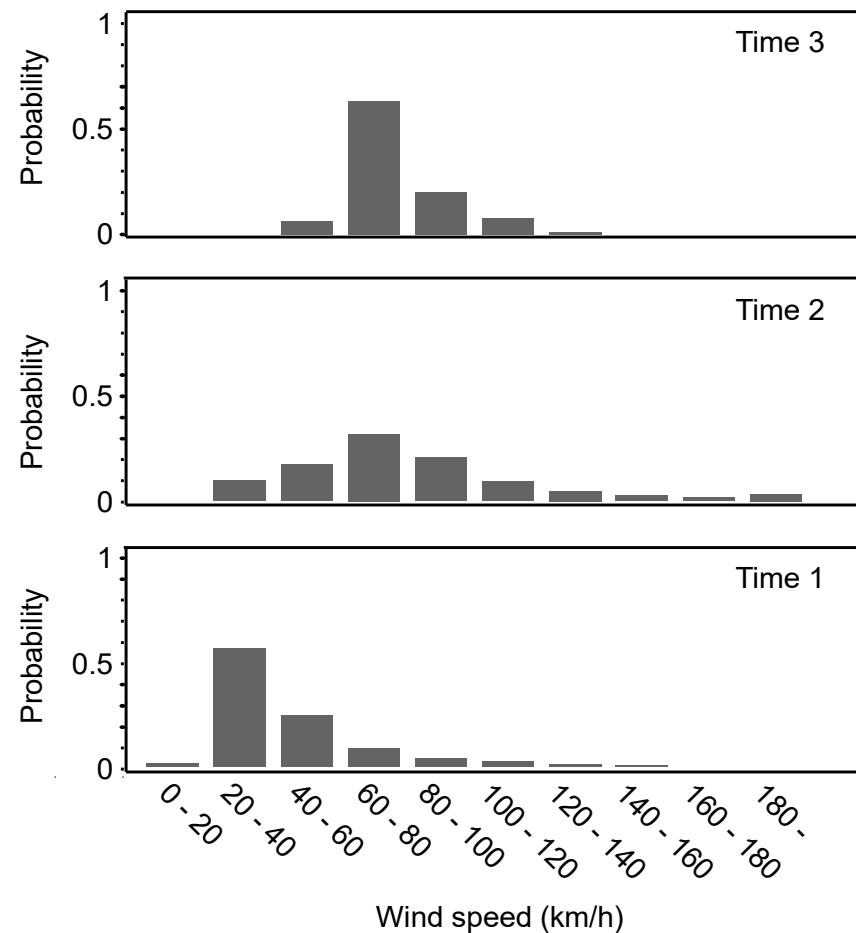 Time 3
Probability
1
0.5
0
Time 2
Probability
1
0.5
0
Time 1
Probability
1
0.5
0
0 - 20
20 - 40
40 - 60
60 - 80
80 - 100
100 - 120
120 - 140
140 - 160
160 - 180
180 -
Wind speed (km/h)